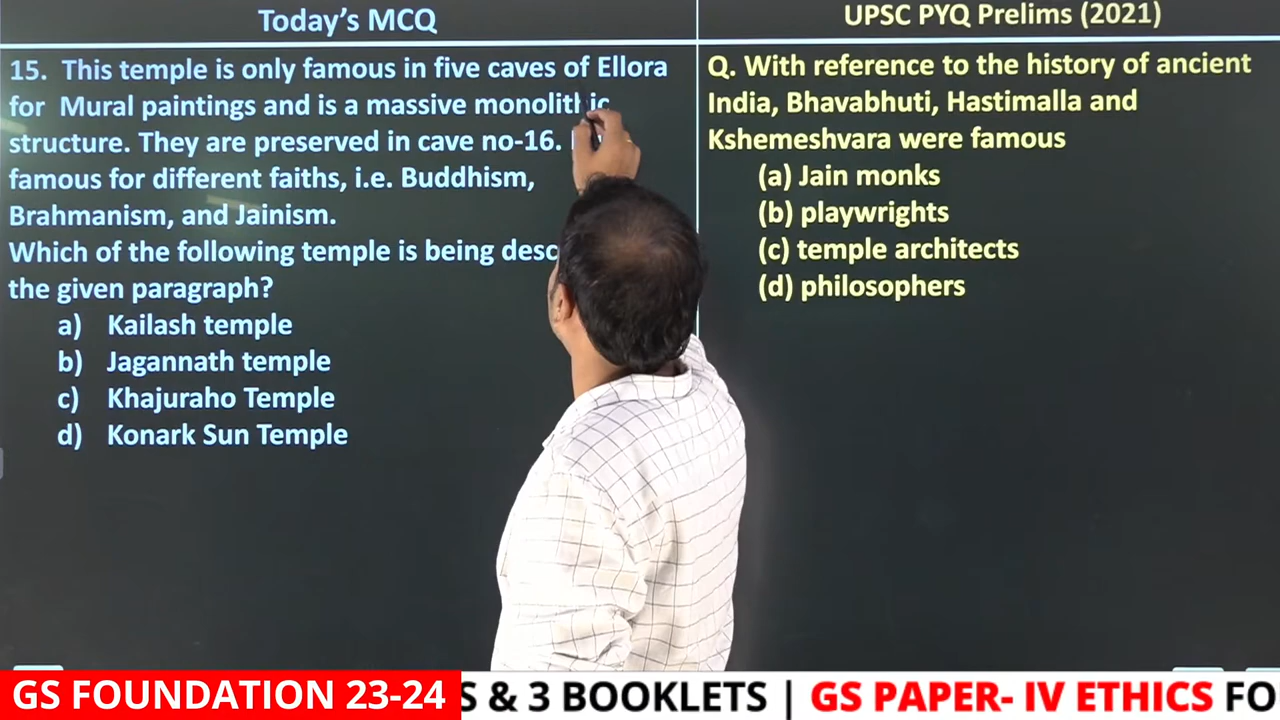 Today's MCQ
15. This temple is only famous in five caves of Ellora
for Mural paintings and is a massive monolithic
structure. They are preserved in cave no-16.
famous for different faiths, i.e. Buddhism,
Brahmanism, and Jainism.
Which of the following temple is being desc
the given paragraph?
a) Kailash temple
b) Jagannath temple
c) Khajuraho Temple
d) Konark Sun Temple
UPSC PYQ Prelims (2021)
Q. With reference to the history of ancient
India, Bhavabhuti, Hastimalla and
Kshemeshvara were famous
(a) Jain monks
(b) playwrights
(c) temple architects
(d) philosophers
GS FOUNDATION 23-24 S & 3 BOOKLETS | GS PAPER- IV ETHICS FO